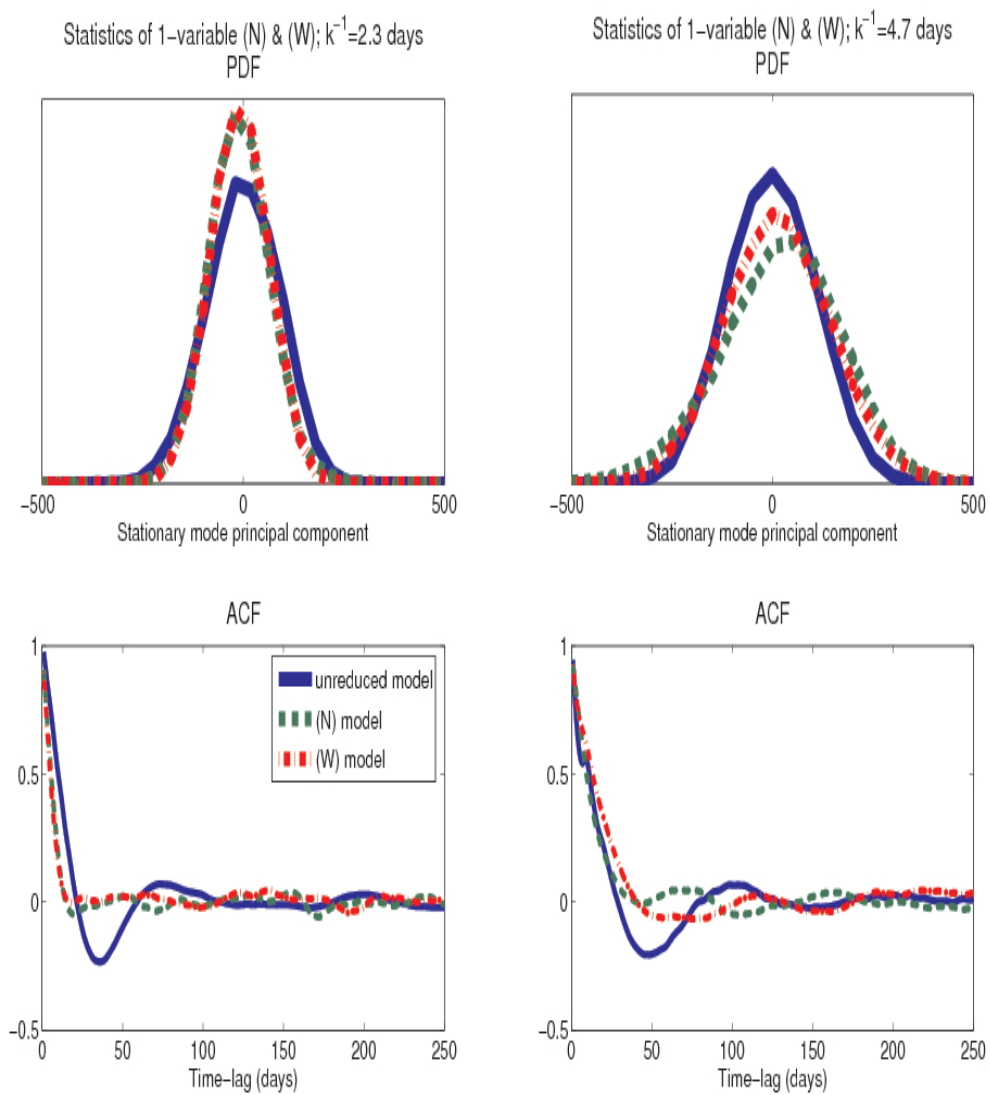 Statistics of 1−variable (N) & (W); k−1=2.3 days
PDF
−500 0 500
Stationary mode principal component
Statistics of 1−variable (N) & (W); k−1=4.7 days
PDF
−500 0 500
Stationary mode principal component
ACF
1
0.5
0
−0.5
0 50 100 150 200 250
Time−lag (days)
unreduced model
(N) model
(W) model
ACF
1
0.5
0
−0.5
0 50 100 150 200 250
Time−lag (days)